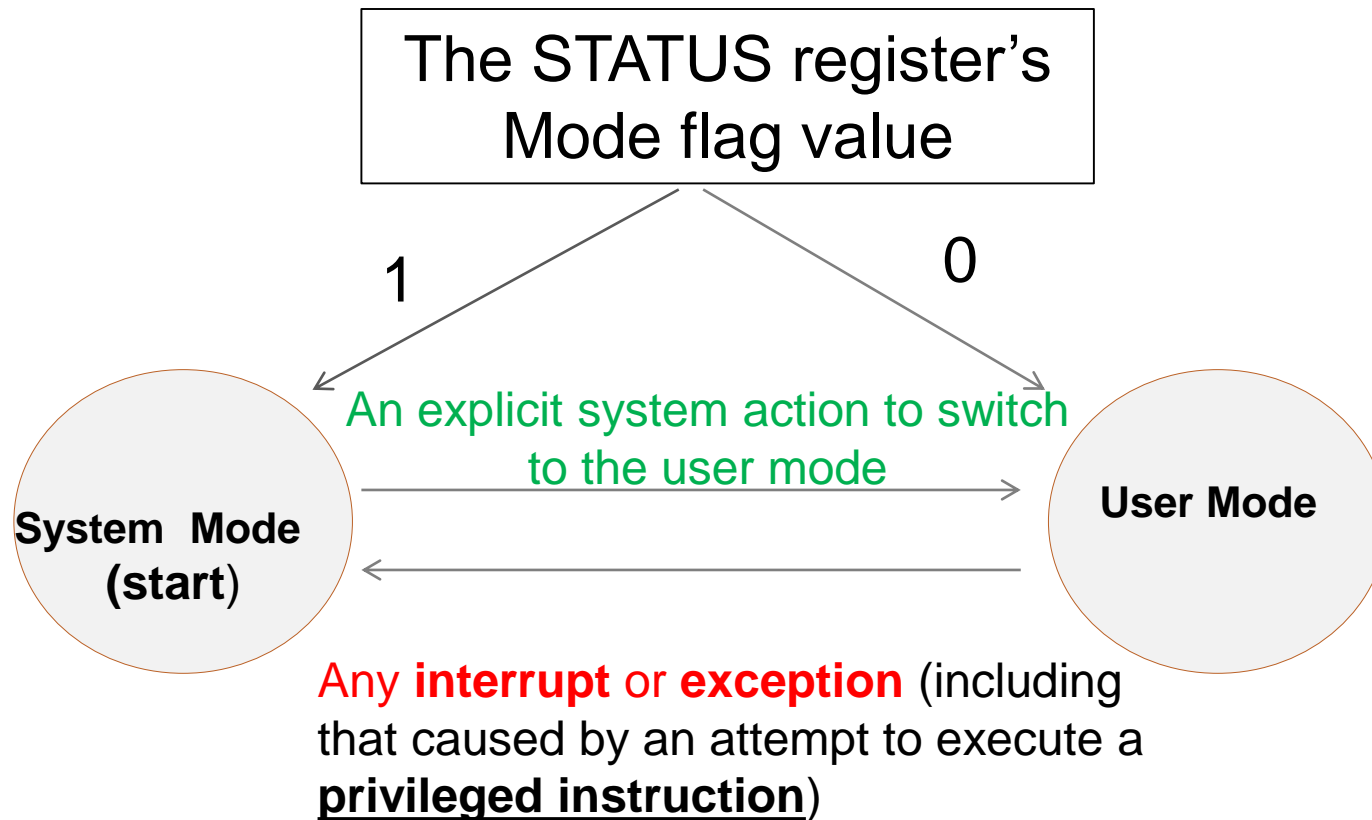 The STATUS register’s
Mode flag value
1
0
An explicit system action to switch
to the user mode
System Mode
(start)
User Mode
Any interrupt or exception (including
that caused by an attempt to execute a
privileged instruction)